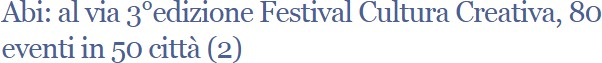 Abi: al via 3°edizione Festival Cultura Creativa, 80
eventi in 50 città (2)